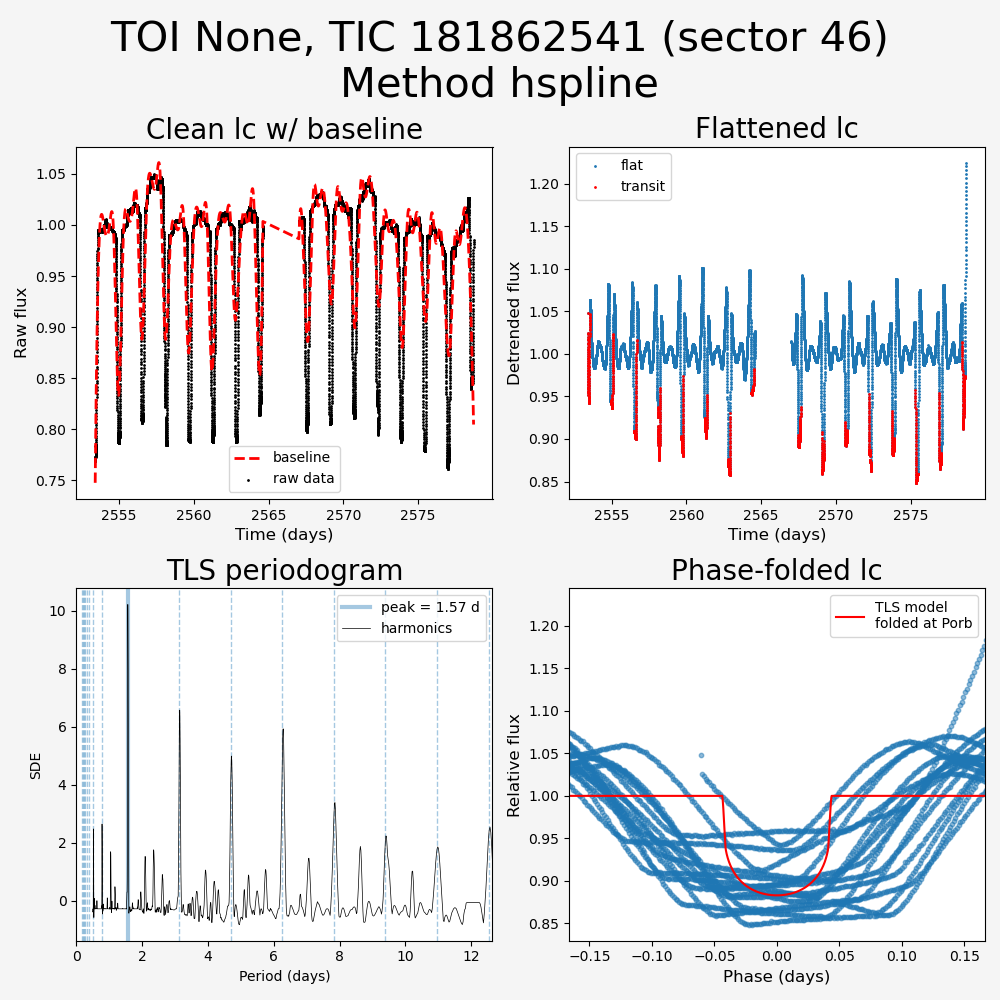 TOI None, TIC 181862541 (sector 46)
Method hspline
Clean lc w/ baseline
Raw flux
1.05
1.00
0.95
0.90
0.85
0.80
0.75
baseline
raw data
2555
2560
2565
2570
2575
Time (days)
Flattened lc
Detrended flux
1.20
1.15
1.10
1.05
1.00
0.95
0.90
0.85
flat
transit
2555
2560
2565
2570
2575
Time (days)
TLS periodogram
SDE
10
8
6
4
2
0
peak = 1.57 d
harmonics
0
2
4
6
8
10
12
Period (days)
Phase-folded lc
Relative flux
1.20
1.15
1.10
1.05
1.00
0.95
0.90
0.85
TLS model
folded at Porb
−0.15
−0.10
−0.05
0.00
0.05
0.10
0.15
Phase (days)